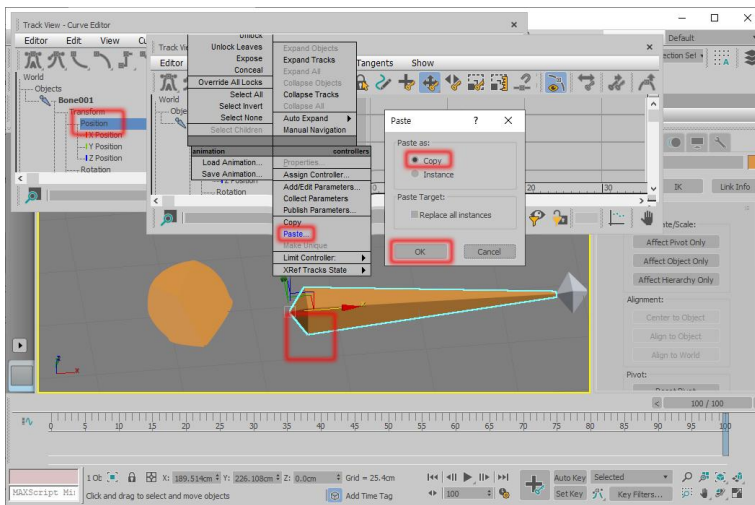 Track View - Curve Editor
Editor Edit View
World
Objects
Bone001
Transform
Position
X Position
Y Position
Z Position
Rotation
Editor
World
Rotation
Unlock Leaves
Expose
Conceal
Override All Locks
Select All
Select Invert
Select None
Select Children
Expand Objects
Expand Tracks
Expand All
Collapse Objects
Collapse Tracks
Collapse All
Auto Expand
Manual Navigation
animation controllers
Load Animation...
Save Animation...
Properties...
Assign Controller...
Add/Edit Parameters...
Collect Parameters
Publish Parameters...
Copy
Paste...
Make Unique
Limit Controller:
XRef Tracks State
Tangents Show
20 30
Paste ? X
Paste as:
Copy
Instance
Paste Target:
Replace all instances
OK Cancel
Default
IK Link Info
Affect Pivot Only
Affect Object Only
Affect Hierarchy Only
Alignment:
Center to Object
Align to Object
Align to World
Pivot:
100 / 100
0 5 10 15 20 25 30 35 40 45 50 55 60 65 70 75 80 85 90 95 100
X: 189.514cm Y: 226.108cm Z: 0.0cm Grid = 25.4cm
Auto Key Selected
MAXScript Mi
Click and drag to select and move objects
Add Time Tag
100
Set Key Key Filters...